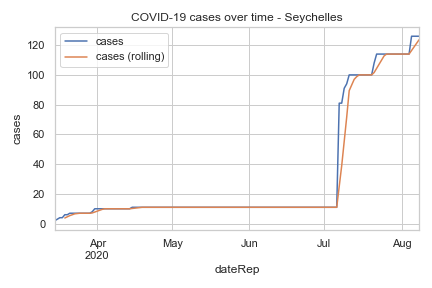 COVID-19 cases over time - Seychelles
cases
cases (rolling)
120
100
80
60
40
20
0
cases
Apr
2020
May
Jun
Jul
Aug
dateRep